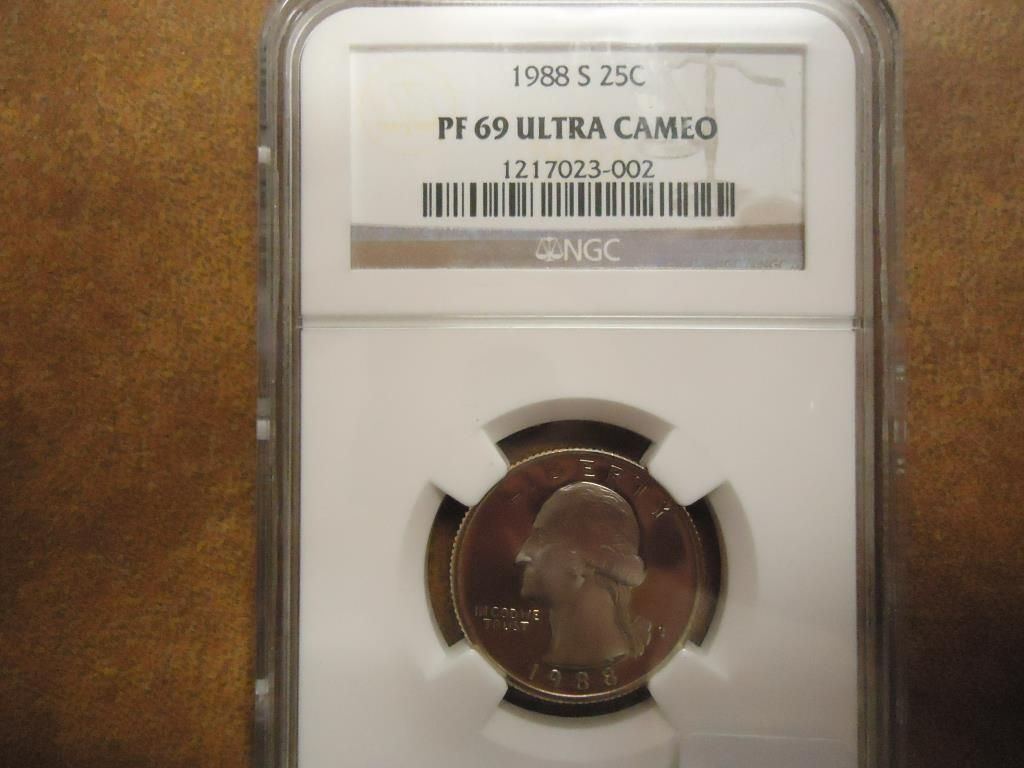 1988 S 25C
PF 69 ULTRA CAMEO
1217023-002
NGC
LIBERTY
IN GOD WE
TRUST
1988